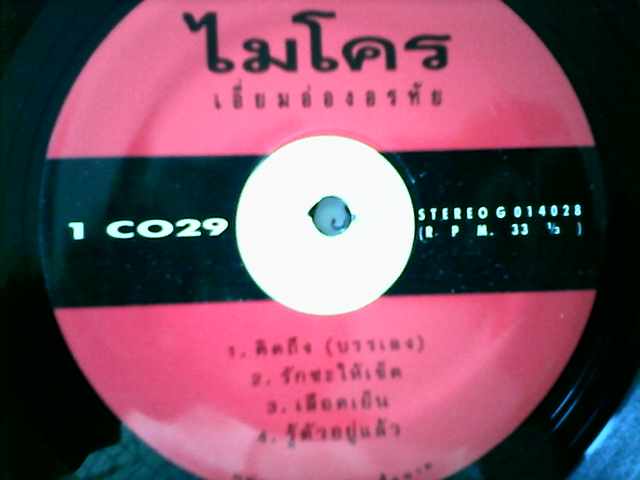 ไมโคร
เอี่ยมอ่องอรทัย
1 CO29
STEREO G 014028
(R. P M. 33 ⅓ )
1. คิดถึง (บรรเลง)
2. รักซะให้เข็ด
3. เลือดเย็น
4. รู้ตัวอยู่แล้ว